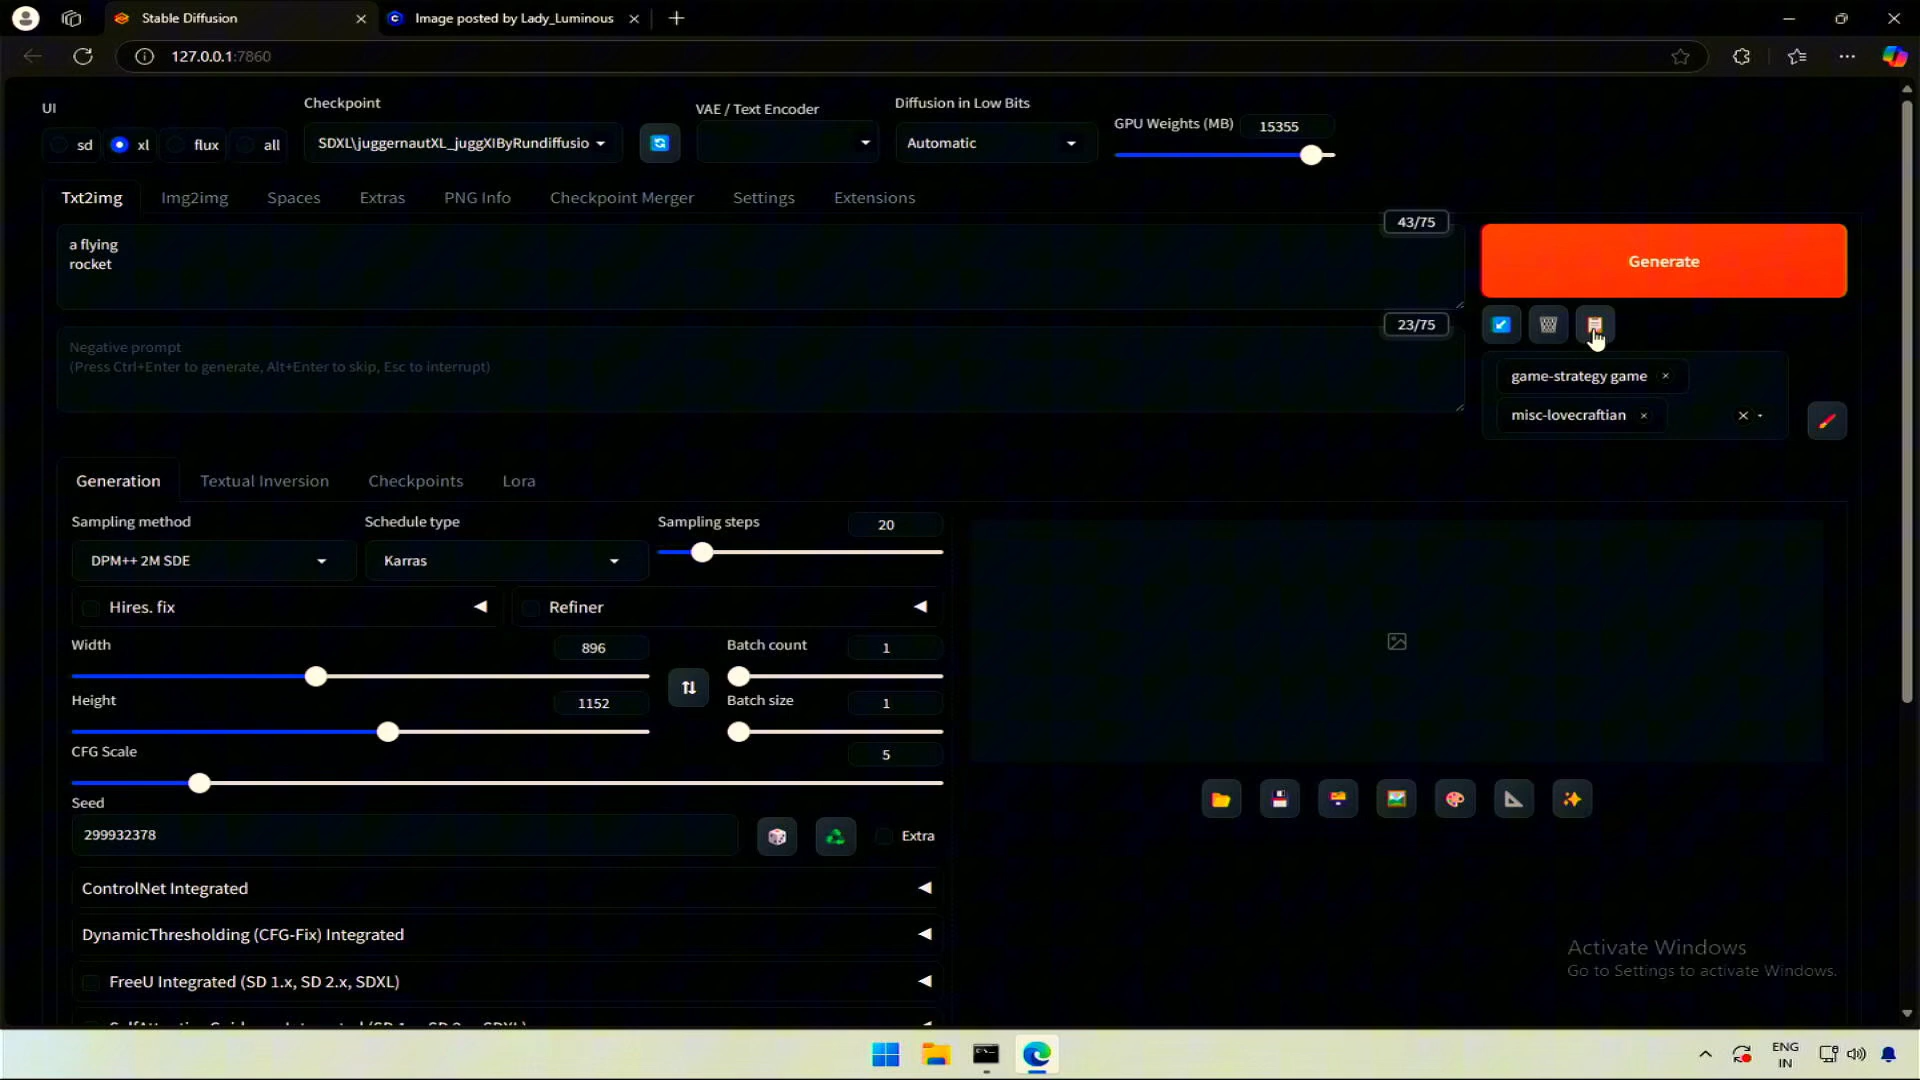 Stable Diffusion
Image posted by Lady_Luminous
127.0.0.1:7860
UI
sd
xl
flux
all
Checkpoint
SDXL\juggernautXL_juggXIByRundiffusio
VAE / Text Encoder
Diffusion in Low Bits
Automatic
GPU Weights (MB)
15355
Txt2img
Img2img
Spaces
Extras
PNG Info
Checkpoint Merger
Settings
Extensions
43/75
a flying
rocket
Generate
23/75
Negative prompt
(Press Ctrl+Enter to generate, Alt+Enter to skip, Esc to interrupt)
game-strategy game
misc-lovecraftian
Generation
Textual Inversion
Checkpoints
Lora
Sampling method
DPM++ 2M SDE
Schedule type
Karras
Sampling steps
20
Hires. fix
Refiner
Width
896
Batch count
1
Height
1152
Batch size
1
CFG Scale
5
Seed
299932378
Extra
ControlNet Integrated
DynamicThresholding (CFG-Fix) Integrated
FreeU Integrated (SD 1.x, SD 2.x, SDXL)
Activate Windows
Go to Settings to activate Windows.
ENG
IN